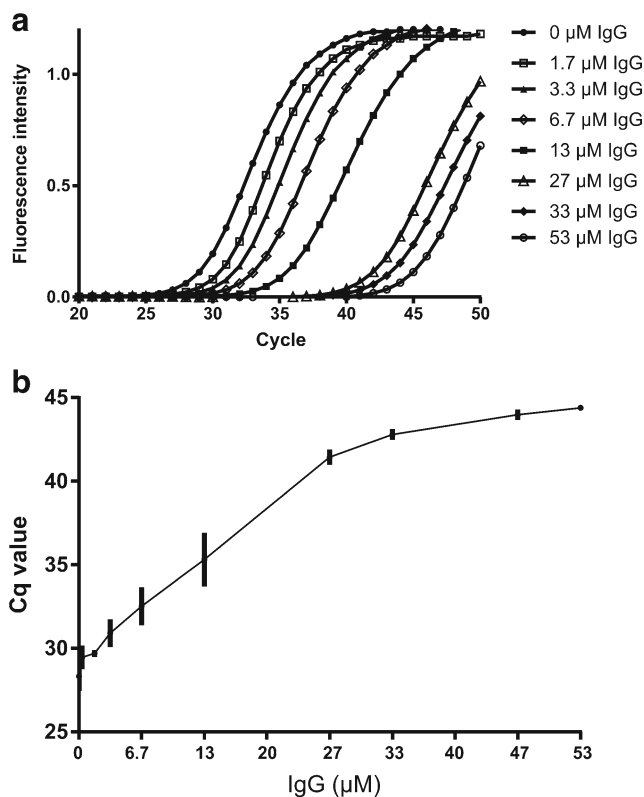 a
Fluorescence intensity
1.0
0.5
0.0
20 25 30 35 40 45 50
Cycle
0 µM IgG
1.7 µM IgG
3.3 µM IgG
6.7 µM IgG
13 µM IgG
27 µM IgG
33 µM IgG
53 µM IgG
b
Cq value
45
40
35
30
25
0 6.7 13 20 27 33 40 47 53
IgG (µM)